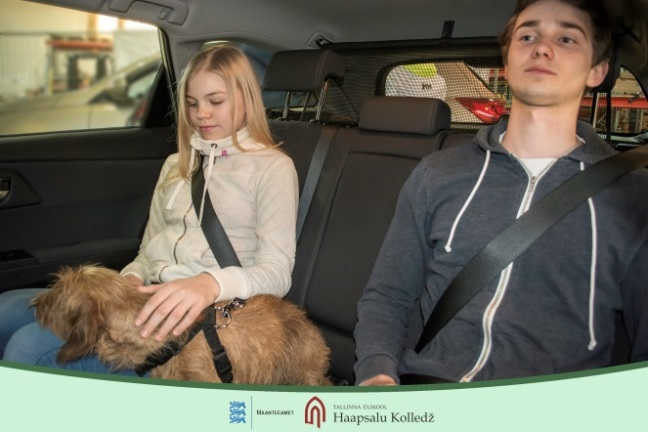 MAANTEEAMET
TALLINNA ÜLIKOOL
Haapsalu Kolledž